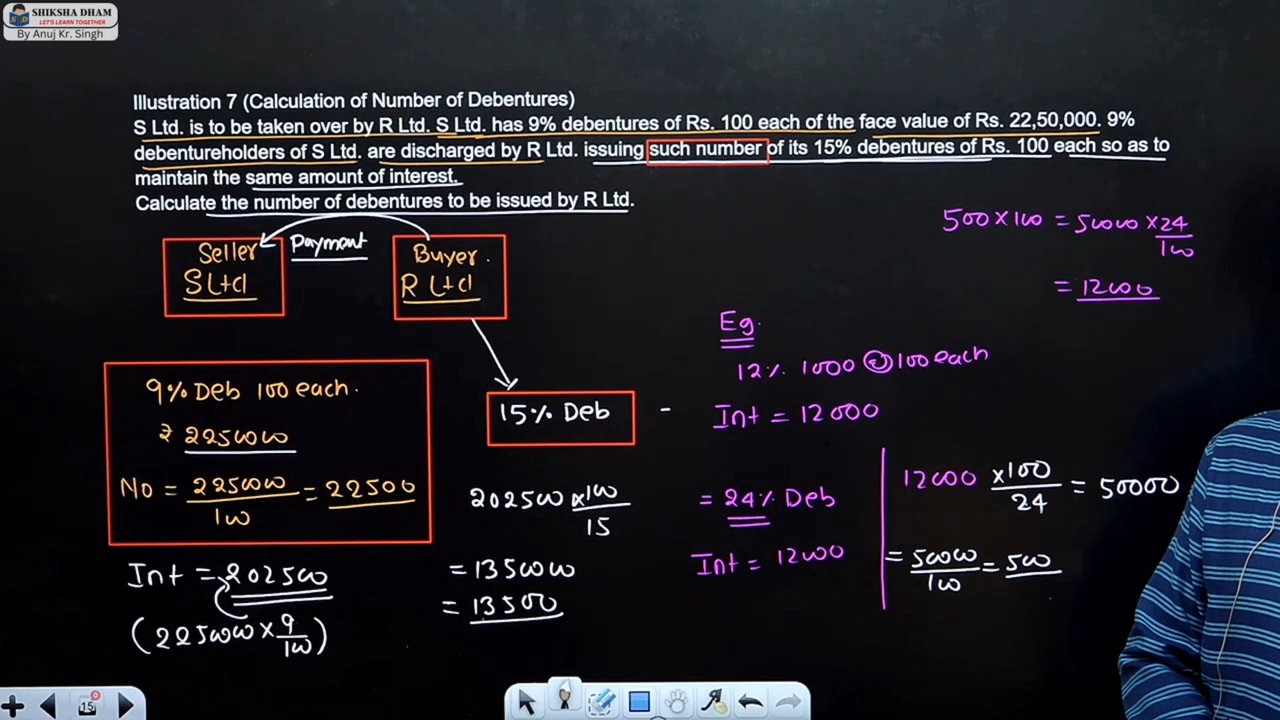 SHIKSHA DHAM
LET'S LEARN TOGETHER
By Anuj Kr. Singh
Illustration 7 (Calculation of Number of Debentures)
S Ltd. is to be taken over by R Ltd. S Ltd. has 9% debentures of Rs. 100 each of the face value of Rs. 22,50,000. 9%
debentureholders of S Ltd. are discharged by R Ltd. issuing such number of its 15% debentures of Rs. 100 each so as to
maintain the same amount of interest.
Calculate the number of debentures to be issued by R Ltd.
Seller
S Ltd
Payment
Buyer.
R Ltd
500 × 100 = 50000 × 24/100
= 12000
9% Deb 100 each.
₹ 2250000
No = 2250000/100 = 22500
Int = 202500
(2250000 × 9/100)
15% Deb
202500 × 100/15
= 1350000
= 13500
Eg.
12% 1000 @ 100 each
Int = 12000
= 24% Deb
Int = 12000
12000 × 100/24 = 50000
= 50000/100 = 500
15
0